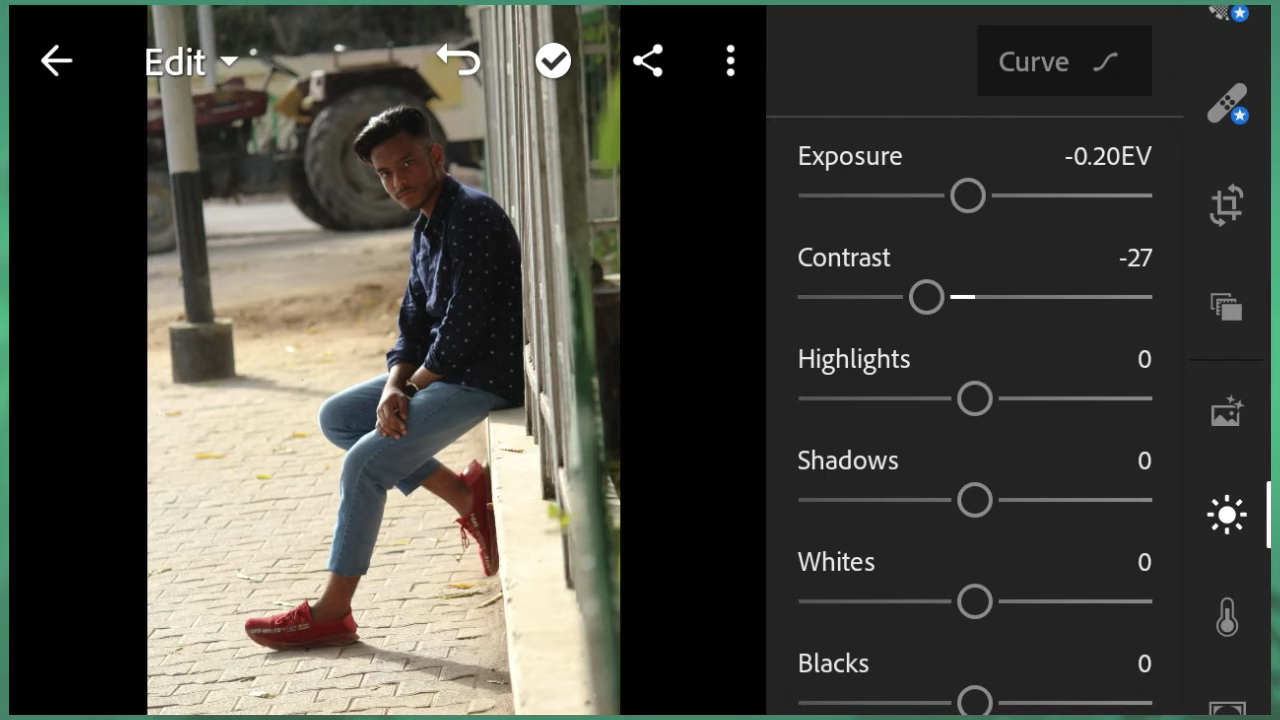 Edit
Curve
Exposure -0.20EV
Contrast -27
Highlights 0
Shadows 0
Whites 0
Blacks 0